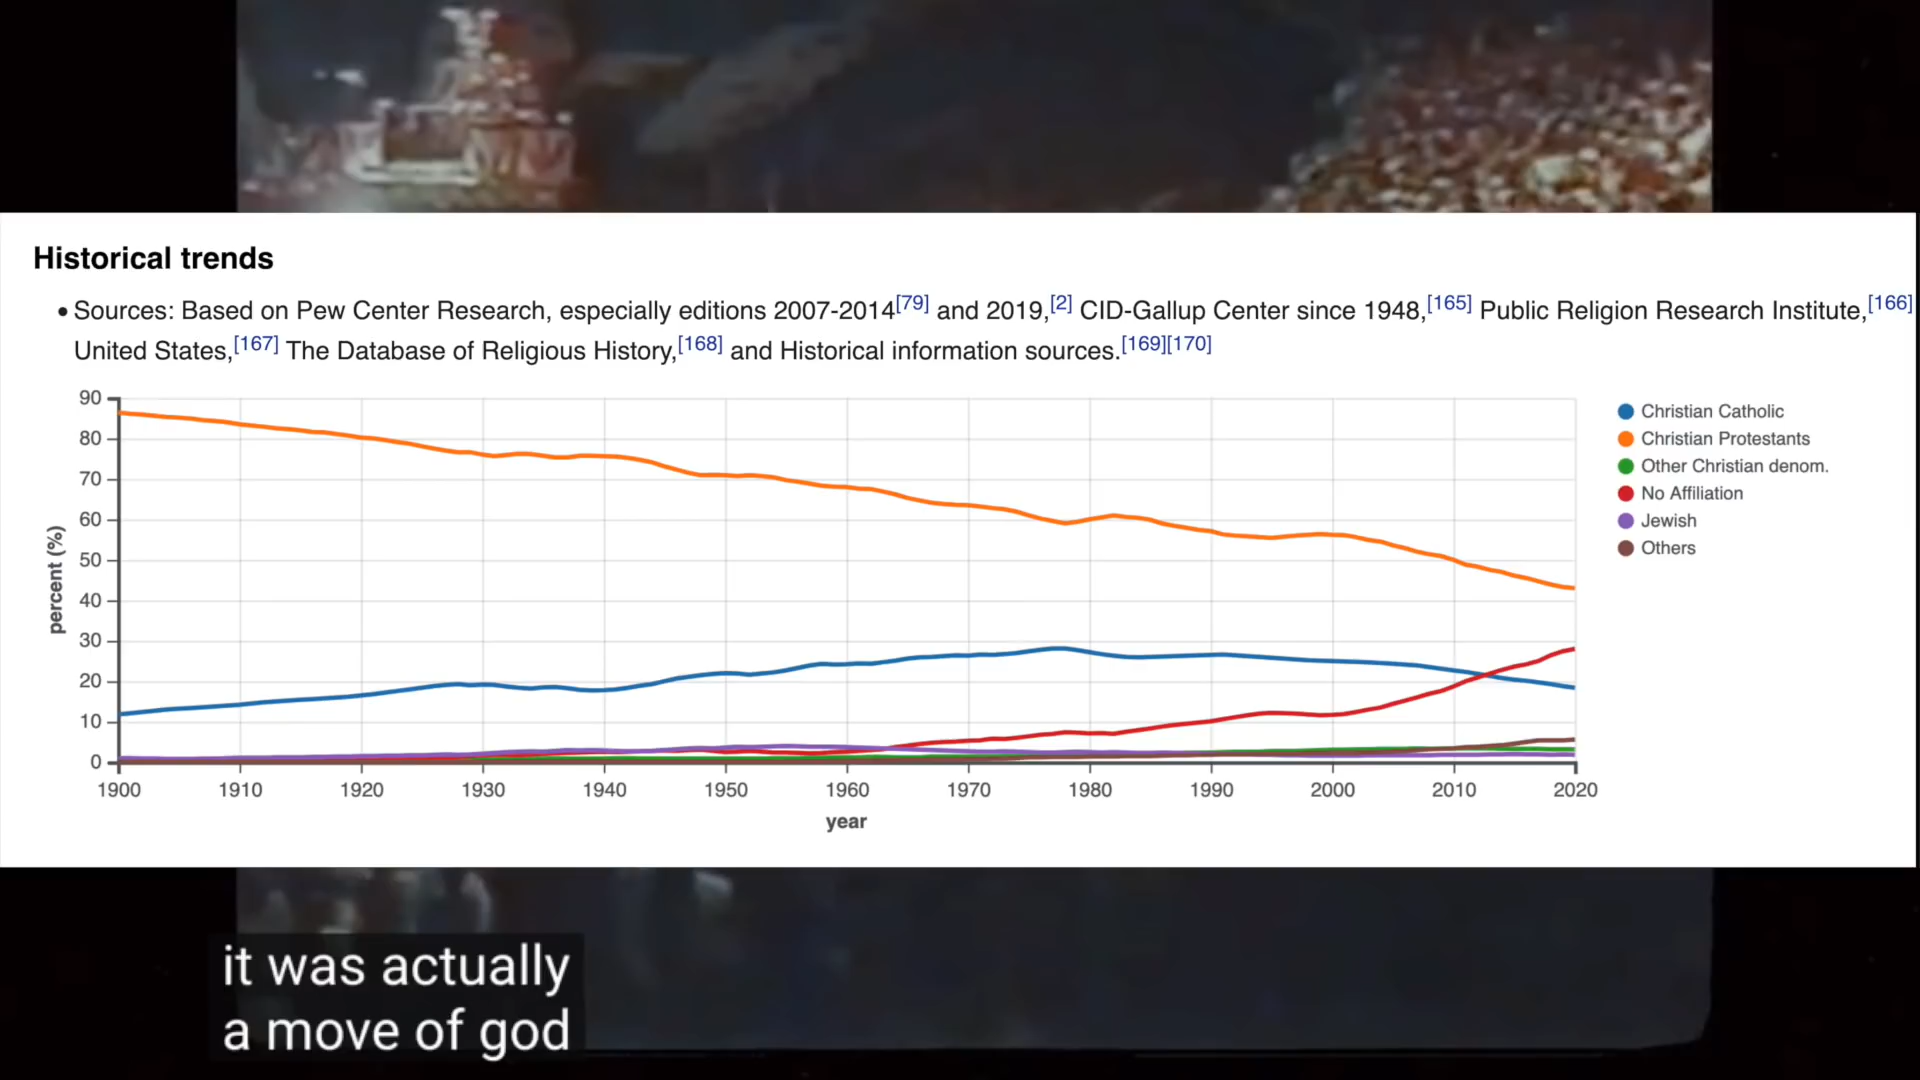 Historical trends
• Sources: Based on Pew Center Research, especially editions 2007-2014[79] and 2019,[2] CID-Gallup Center since 1948,[165] Public Religion Research Institute,[166]
United States,[167] The Database of Religious History,[168] and Historical information sources.[169][170]
90
80
70
60
50
40
30
20
10
0
percent (%)
1900 1910 1920 1930 1940 1950 1960 1970 1980 1990 2000 2010 2020
year
Christian Catholic
Christian Protestants
Other Christian denom.
No Affiliation
Jewish
Others
it was actually
a move of god